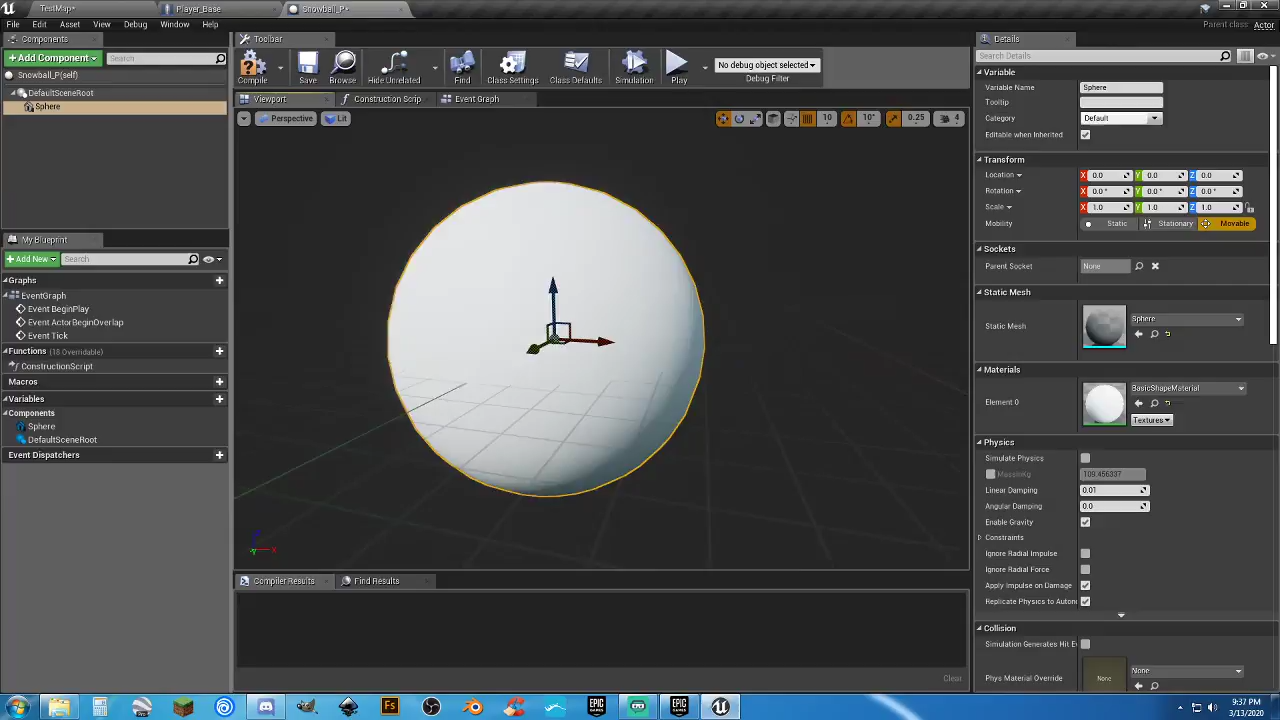 TestMap*
Player_Base
Snowball_P*
File Edit Asset View Debug Window Help
Parent class: Actor
Components
Toolbar
Details
+ Add Component
Search
Snowball_P(self)
DefaultSceneRoot
Sphere
Compile
Save
Browse
Hide Unrelated
Find
Class Settings
Class Defaults
Simulation
Play
No debug object selected
Debug Filter
Viewport
Construction Scrip
Event Graph
Perspective
Lit
10
10°
0.25
4
My Blueprint
+ Add New
Search
Graphs
EventGraph
Event BeginPlay
Event ActorBeginOverlap
Event Tick
Functions (18 Overridable)
ConstructionScript
Macros
Variables
Components
Sphere
DefaultSceneRoot
Event Dispatchers
X
Compiler Results
Find Results
Clear
Search Details
Variable
Variable Name Sphere
Tooltip
Category Default
Editable when Inherited
Transform
Location X 0.0 Y 0.0 Z 0.0
Rotation X 0.0 ° Y 0.0 ° Z 0.0 °
Scale X 1.0 Y 1.0 Z 1.0
Mobility Static Stationary Movable
Sockets
Parent Socket None
Static Mesh
Static Mesh Sphere
Materials
Element 0 BasicShapeMaterial
Textures
Physics
Simulate Physics
MassInKg 109.456337
Linear Damping 0.01
Angular Damping 0.0
Enable Gravity
Constraints
Ignore Radial Impulse
Ignore Radial Force
Apply Impulse on Damage
Replicate Physics to Autono
Collision
Simulation Generates Hit E
Phys Material Override None None
Pro
Fs
EPIC GAMES
EPIC GAMES
9:37 PM
3/13/2020